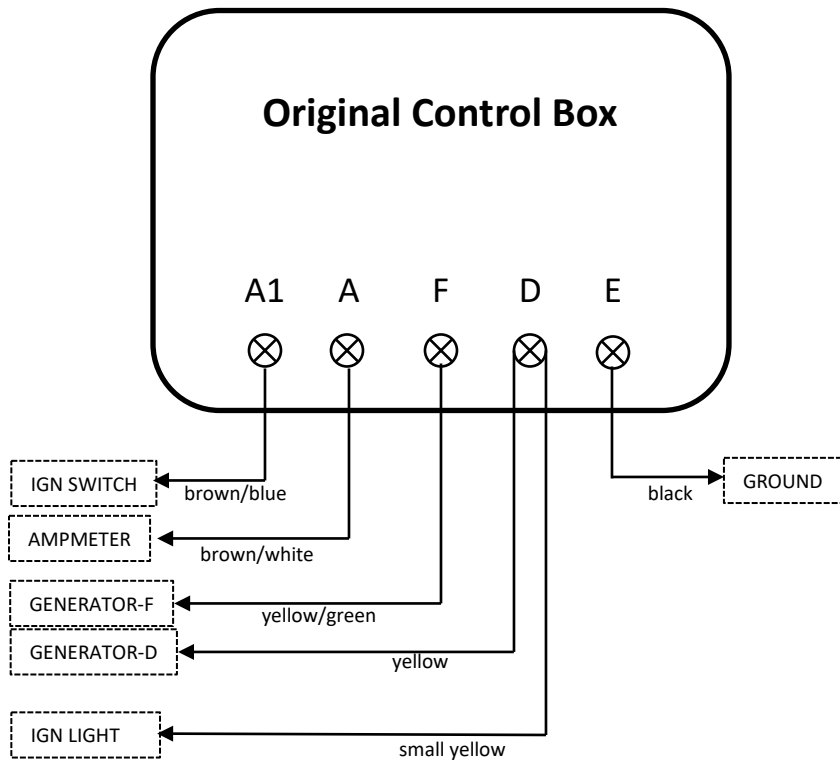 Original Control Box
A1 A F D E
IGN SWITCH
brown/blue
black
GROUND
AMPMETER
brown/white
GENERATOR-F
yellow/green
GENERATOR-D
yellow
IGN LIGHT
small yellow